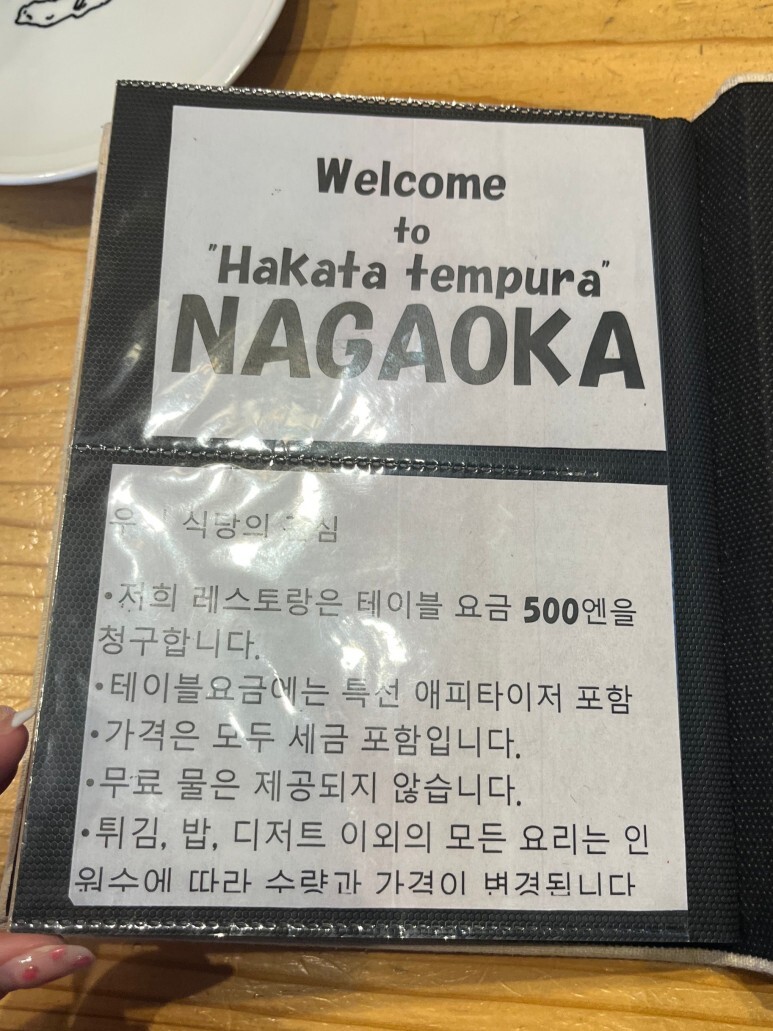 Welcome
to
"Hakata tempura"
NAGAOKA
식당의
•저희 레스토랑은 테이블 요금 500엔을
청구합니다.
•테이블요금에는 특선 애피타이저 포함
•가격은 모두 세금 포함입니다.
•무료 물은 제공되지 않습니다.
•튀김, 밥, 디저트 이외의 모든 요리는 인
원수에 따라 수량과 가격이 변경됩니다